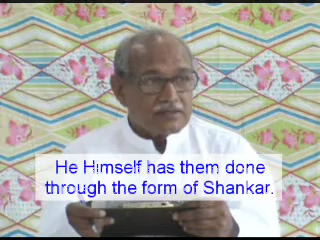 He Himself has them done
through the form of Shankar.